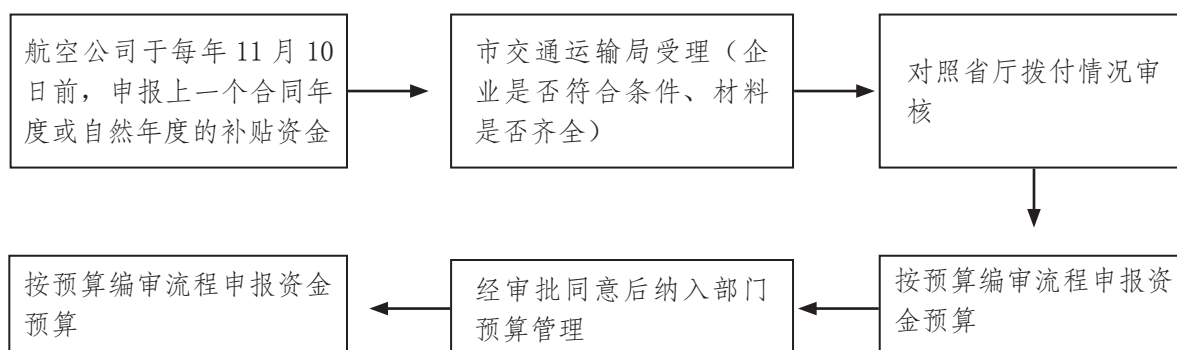 航空公司于每年 11 月 10
日前，申报上一个合同年
度或自然年度的补贴资金
市交通运输局受理（企
业是否符合条件、材料
是否齐全）
对照省厅拨付情况审
核
按预算编审流程申报资
金预算
经审批同意后纳入部门
预算管理
按预算编审流程申报资金
预算